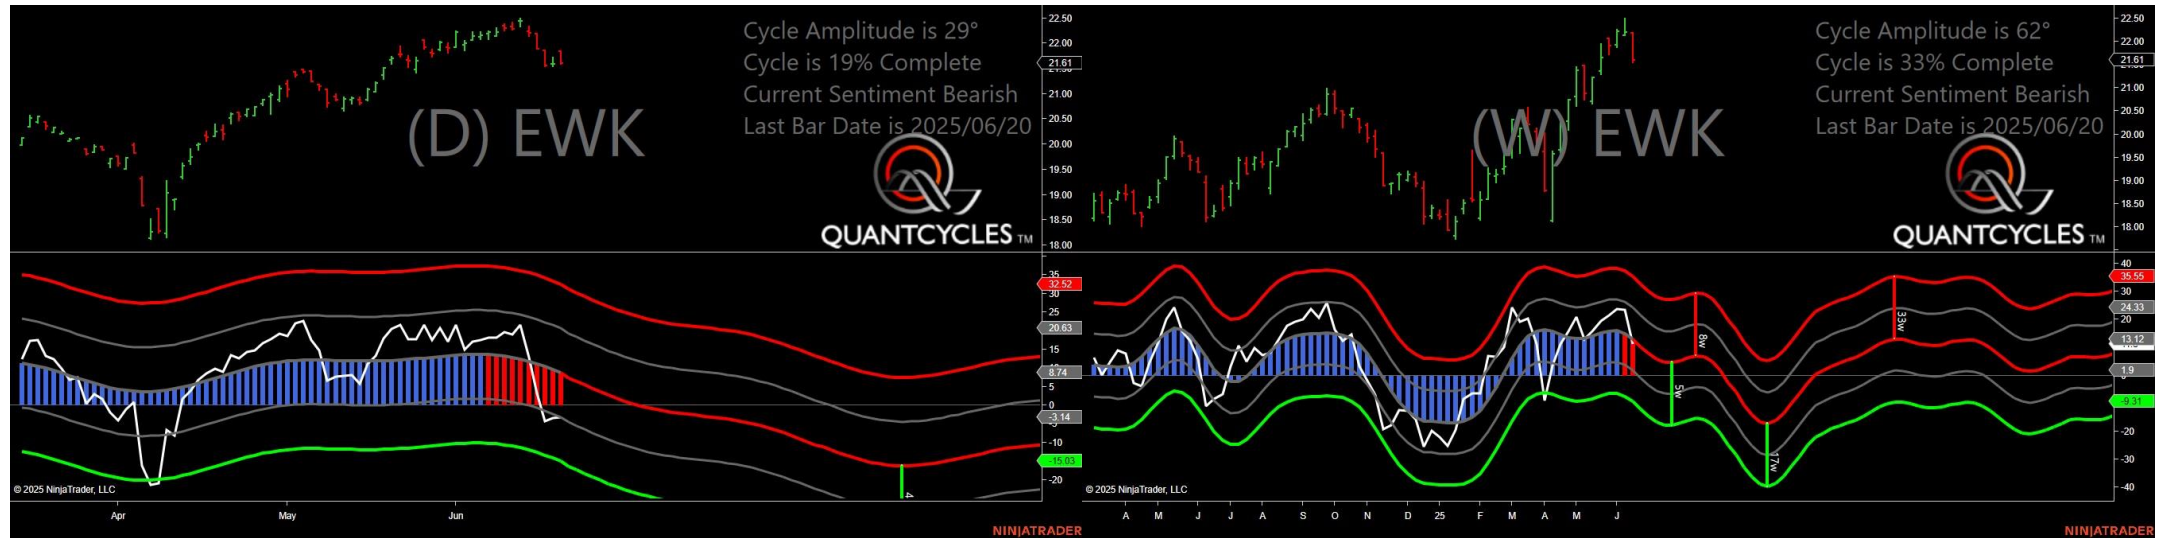 Cycle Amplitude is 29°
Cycle is 19% Complete
Current Sentiment Bearish
Last Bar Date is 2025/06/20
(D) EWK
QUANTCYCLES TM
22.50
22.00
21.61
21.00
20.50
20.00
19.50
19.00
18.50
18.00
35
32.52
30
20.63
15
8.74
5
0
-3.14
-10
-15.03
-20
4
© 2025 NinjaTrader, LLC
Apr
May
Jun
NINJATRADER
Cycle Amplitude is 62°
Cycle is 33% Complete
Current Sentiment Bearish
Last Bar Date is 2025/06/20
(W) EWK
QUANTCYCLES TM
22.50
22.00
21.61
21.00
20.50
20.00
19.50
19.00
18.50
18.00
40
35.55
30
24.33
20
13.12
1.9
-9.31
-20
-30
-40
8w
5w
17w
33w
© 2025 NinjaTrader, LLC
A
M
J
J
A
S
O
N
D
25
F
M
A
M
J
NINJATRADER